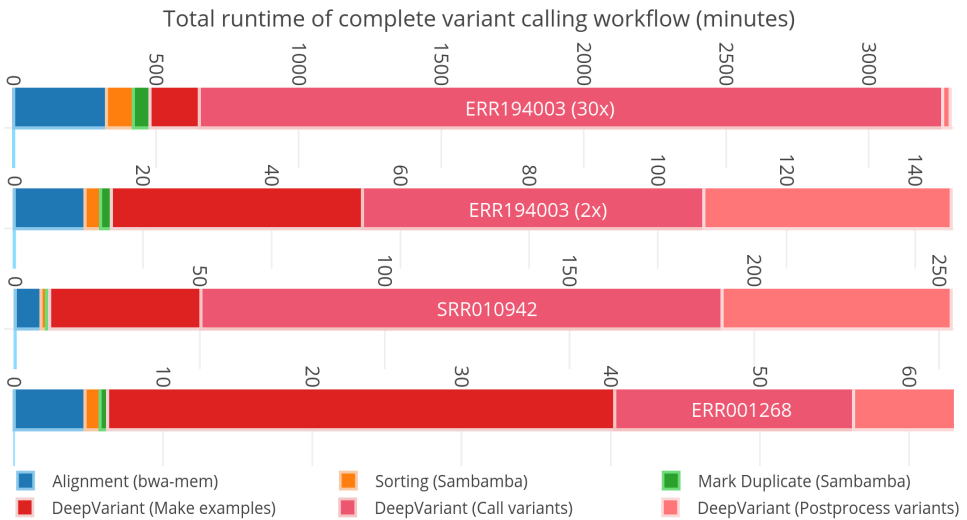 Total runtime of complete variant calling workflow (minutes)
0 500 1000 1500 2000 2500 3000
ERR194003 (30x)
0 20 40 60 80 100 120 140
ERR194003 (2x)
0 50 100 150 200 250
SRR010942
0 10 20 30 40 50 60
ERR001268
Alignment (bwa-mem) Sorting (Sambamba) Mark Duplicate (Sambamba)
DeepVariant (Make examples) DeepVariant (Call variants) DeepVariant (Postprocess variants)